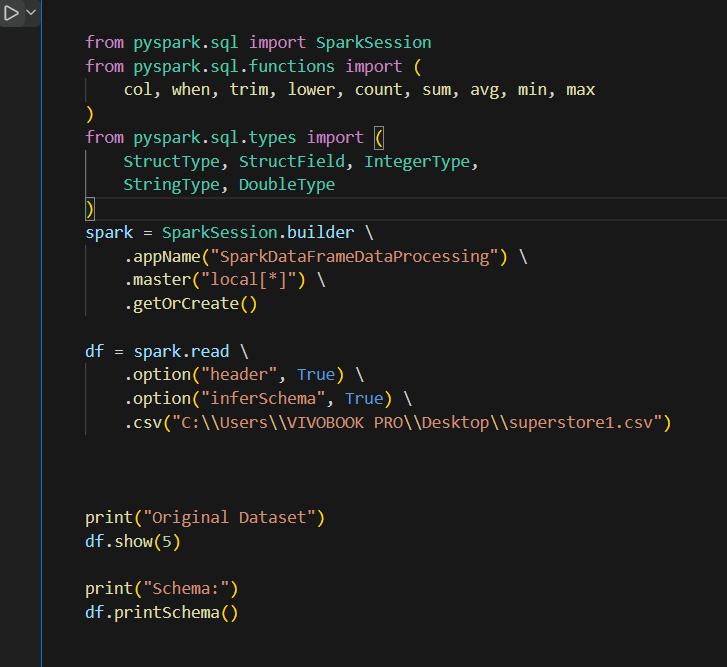 from pyspark.sql import SparkSession
from pyspark.sql.functions import (
    col, when, trim, lower, count, sum, avg, min, max
)
from pyspark.sql.types import (
    StructType, StructField, IntegerType,
    StringType, DoubleType
)
spark = SparkSession.builder \
    .appName("SparkDataFrameDataProcessing") \
    .master("local[*]") \
    .getOrCreate()
df = spark.read \
    .option("header", True) \
    .option("inferSchema", True) \
    .csv("C:\\Users\\VIVOBOOK PRO\\Desktop\\superstore1.csv")
print("Original Dataset")
df.show(5)
print("Schema:")
df.printSchema()